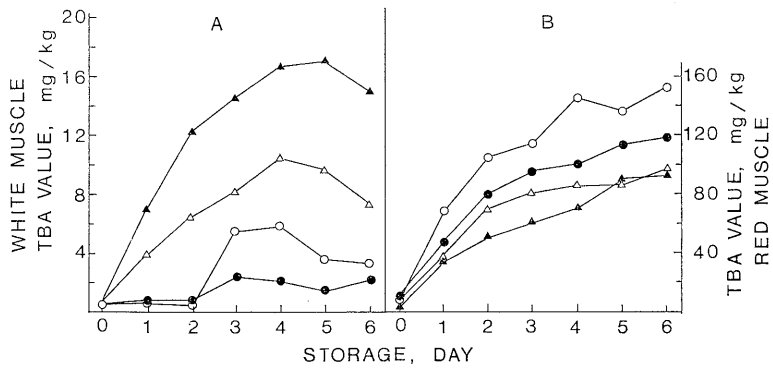 A
B
20
16
12
8
4
WHITE MUSCLE
TBA VALUE, mg/kg
160
120
80
40
TBA VALUE, mg/kg
RED MUSCLE
0 1 2 3 4 5 6
0 1 2 3 4 5 6
STORAGE, DAY